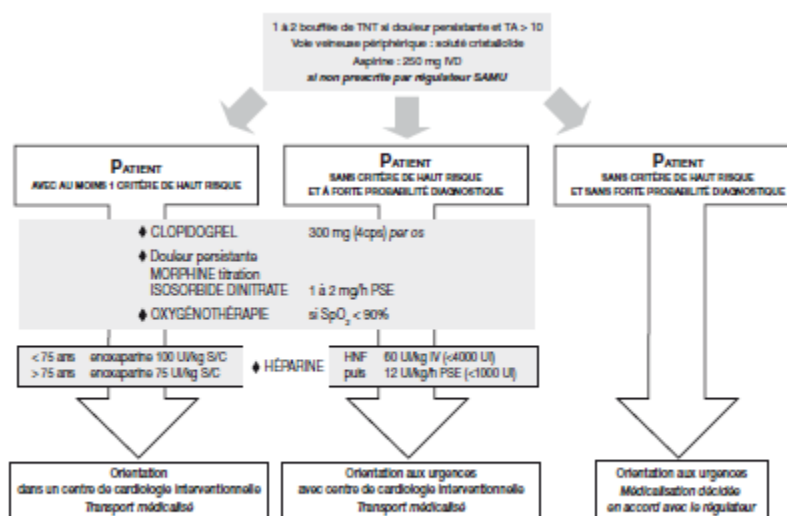 1 à 2 bouffée de TNT si douleur persistante et TA > 10
Voie veineuse périphérique : soluté cristalloïde
Aspirine : 250 mg IVD
si non prescrite par régulateur SAMU
PATIENT
AVEC AU MOINS 1 CRITÈRE DE HAUT RISQUE
PATIENT
SANS CRITÈRE DE HAUT RISQUE
ET À FORTE PROBABILITÉ DIAGNOSTIQUE
PATIENT
SANS CRITÈRE DE HAUT RISQUE
ET SANS FORTE PROBABILITÉ DIAGNOSTIQUE
♦ CLOPIDOGREL 300 mg (4cps) per os
♦ Douleur persistante
MORPHINE titration
ISOSORBIDE DINITRATE 1 à 2 mg/h PSE
♦ OXYGÉNOTHÉRAPIE si SpO₂ < 90%
< 75 ans enoxaparine 100 UI/kg S/C
> 75 ans enoxaparine 75 UI/kg S/C
♦ HÉPARINE
HNF 60 UI/kg IV (<4000 UI)
puis 12 UI/kg/h PSE (<1000 UI)
Orientation
dans un centre de cardiologie interventionnelle
Transport médicalisé
Orientation aux urgences
avec centre de cardiologie interventionnelle
Transport médicalisé
Orientation aux urgences
Médicalisation décidée
en accord avec le régulateur